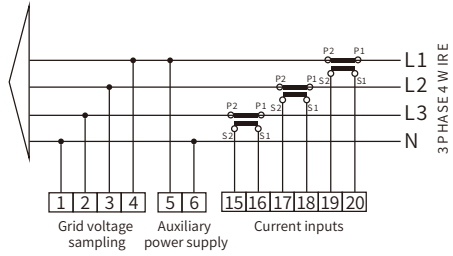 P2 P1
L1
S2 S1
P2 P1
L2
S2 S1
P2 P1
L3
S2 S1
N
3 PHASE 4 WIRE
1 2 3 4 5 6 15 16 17 18 19 20
Grid voltage
sampling
Auxiliary
power supply
Current inputs